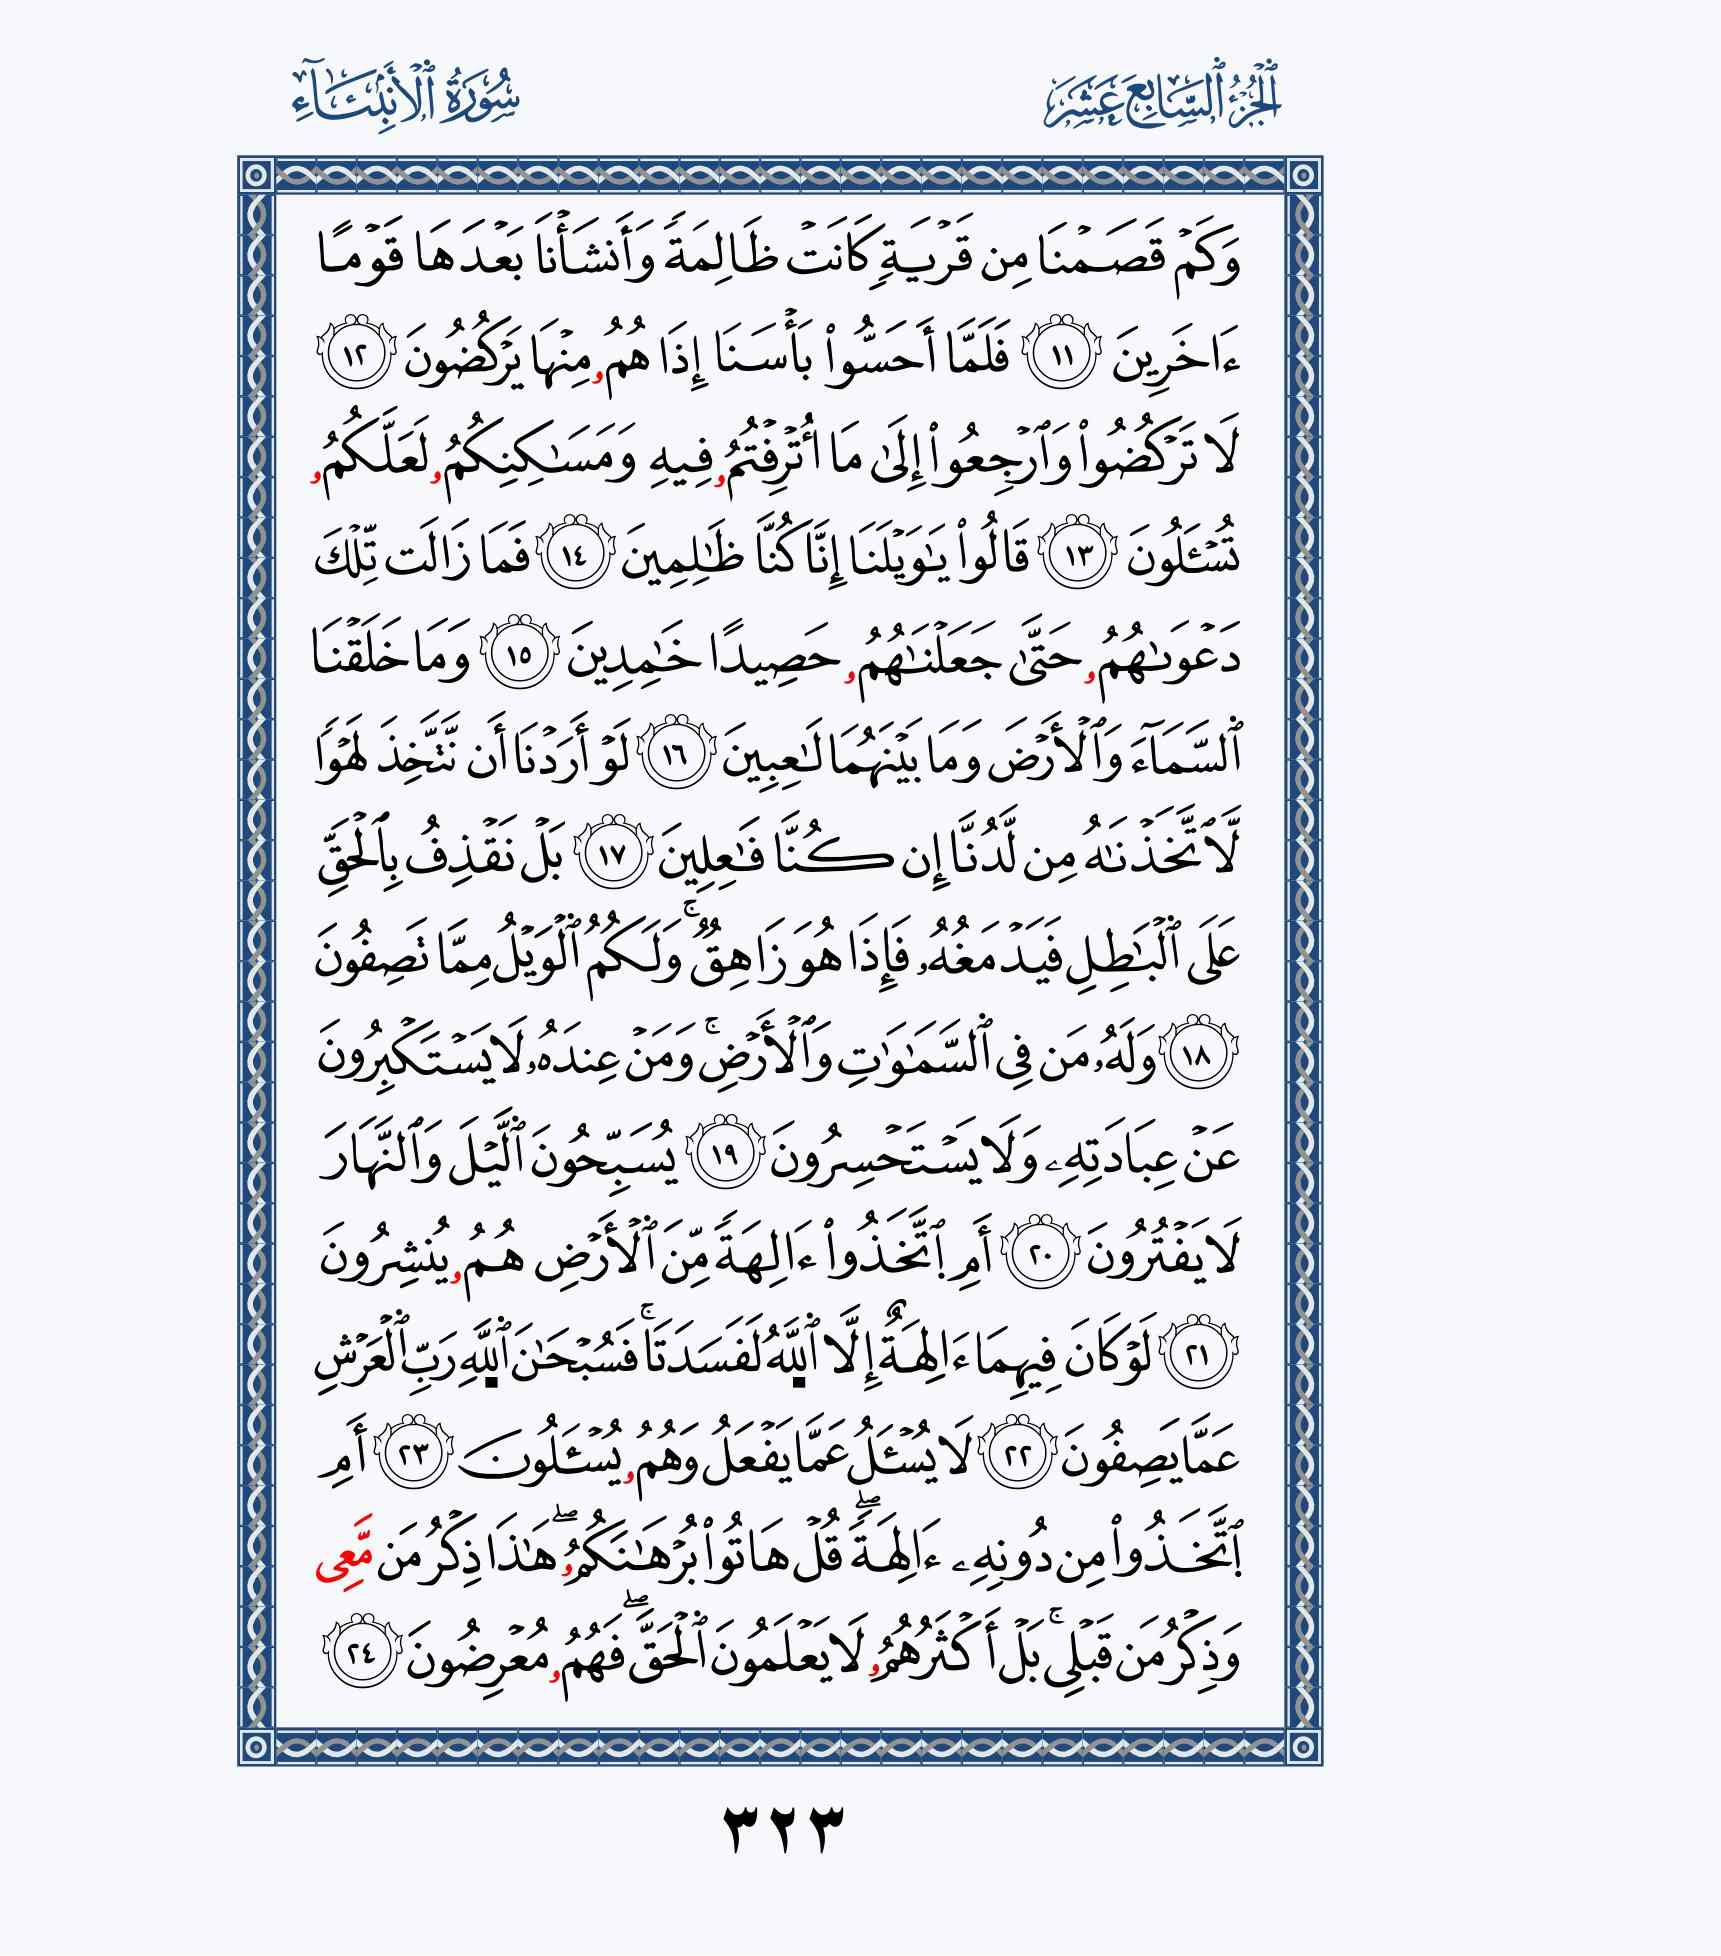 ٱلۡجُزۡءُ ٱلسَّابِعَ عَشَرَ
سُورَةُ ٱلۡأَنۢبِيَآءِ
وَكَمۡ قَصَمۡنَا مِن قَرۡيَةٖ كَانَتۡ ظَالِمَةٗ وَأَنشَأۡنَا بَعۡدَهَا قَوۡمًا
ءَاخَرِينَ ١١ فَلَمَّا أَحَسُّواْ بَأۡسَنَا إِذَا هُمُۥ مِنۡهَا يَرۡكُضُونَ ١٢
لَا تَرۡكُضُواْ وَٱرۡجِعُواْ إِلَىٰ مَا أُتۡرِفۡتُمُۥ فِيهِ وَمَسَٰكِنِكُمُۥ لَعَلَّكُمُۥ
تُسۡـَٔلُونَ ١٣ قَالُواْ يَٰوَيۡلَنَا إِنَّا كُنَّا ظَٰلِمِينَ ١٤ فَمَا زَالَت تِّلۡكَ
دَعۡوَىٰهُمُۥ حَتَّىٰ جَعَلۡنَٰهُمُۥ حَصِيدًا خَٰمِدِينَ ١٥ وَمَا خَلَقۡنَا
ٱلسَّمَآءَ وَٱلۡأَرۡضَ وَمَا بَيۡنَهُمَا لَٰعِبِينَ ١٦ لَوۡ أَرَدۡنَا أَن نَّتَّخِذَ لَهۡوٗا
لَّٱتَّخَذۡنَٰهُ مِن لَّدُنَّا إِن كُنَّا فَٰعِلِينَ ١٧ بَلۡ نَقۡذِفُ بِٱلۡحَقِّ
عَلَى ٱلۡبَٰطِلِ فَيَدۡمَغُهُۥ فَإِذَا هُوَ زَاهِقٞۚ وَلَكُمُ ٱلۡوَيۡلُ مِمَّا تَصِفُونَ
١٨ وَلَهُۥ مَن فِي ٱلسَّمَٰوَٰتِ وَٱلۡأَرۡضِۚ وَمَنۡ عِندَهُۥ لَا يَسۡتَكۡبِرُونَ
عَنۡ عِبَادَتِهِۦ وَلَا يَسۡتَحۡسِرُونَ ١٩ يُسَبِّحُونَ ٱلَّيۡلَ وَٱلنَّهَارَ
لَا يَفۡتُرُونَ ٢٠ أَمِ ٱتَّخَذُواْ ءَالِهَةٗ مِّنَ ٱلۡأَرۡضِ هُمُۥ يُنشِرُونَ
٢١ لَوۡ كَانَ فِيهِمَا ءَالِهَةٌ إِلَّا ٱللَّهُ لَفَسَدَتَاۚ فَسُبۡحَٰنَ ٱللَّهِ رَبِّ ٱلۡعَرۡشِ
عَمَّا يَصِفُونَ ٢٢ لَا يُسۡـَٔلُ عَمَّا يَفۡعَلُ وَهُمُۥ يُسۡـَٔلُونَ ٢٣ أَمِ
ٱتَّخَذُواْ مِن دُونِهِۦ ءَالِهَةٗۖ قُلۡ هَاتُواْ بُرۡهَٰنَكُمُۥۖ هَٰذَا ذِكۡرُ مَن مَّعِي
وَذِكۡرُ مَن قَبۡلِيۚ بَلۡ أَكۡثَرُهُمُۥ لَا يَعۡلَمُونَ ٱلۡحَقَّۖ فَهُمُۥ مُعۡرِضُونَ ٢٤
٣٢٣